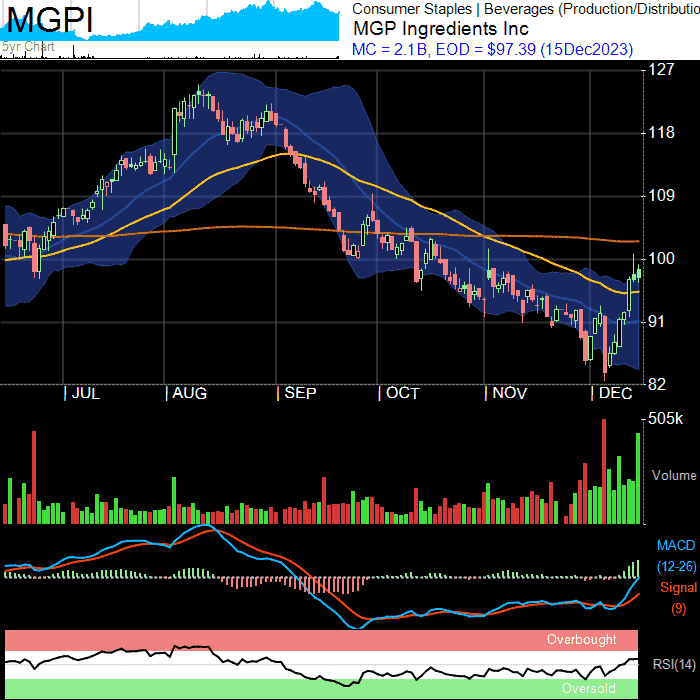 MGPI
5yr Chart
Consumer Staples | Beverages (Production/Distributio
MGP Ingredients Inc
MC = 2.1B, EOD = $97.39 (15Dec2023)
127
118
109
100
91
82
| JUL | AUG | SEP | OCT | NOV | DEC
505k
Volume
MACD
(12-26)
Signal
(9)
Overbought
RSI(14)
Oversold